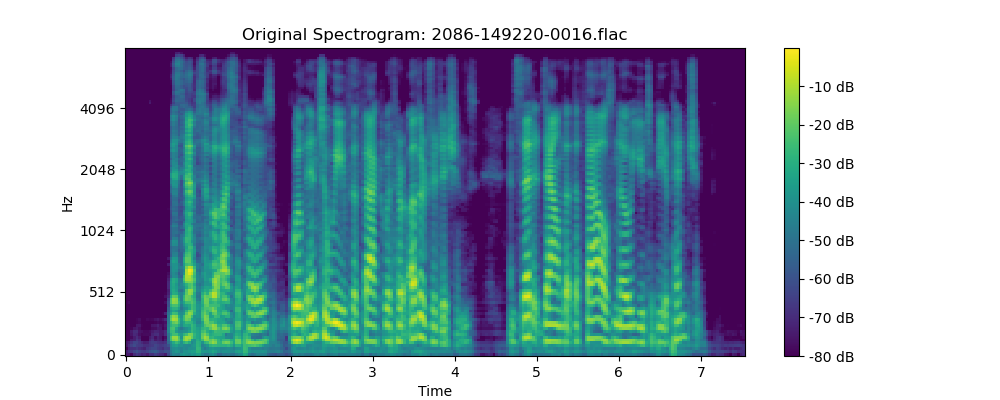 Original Spectrogram: 2086-149220-0016.flac
Hz
4096
2048
1024
512
0
0 1 2 3 4 5 6 7
Time
-10 dB
-20 dB
-30 dB
-40 dB
-50 dB
-60 dB
-70 dB
-80 dB